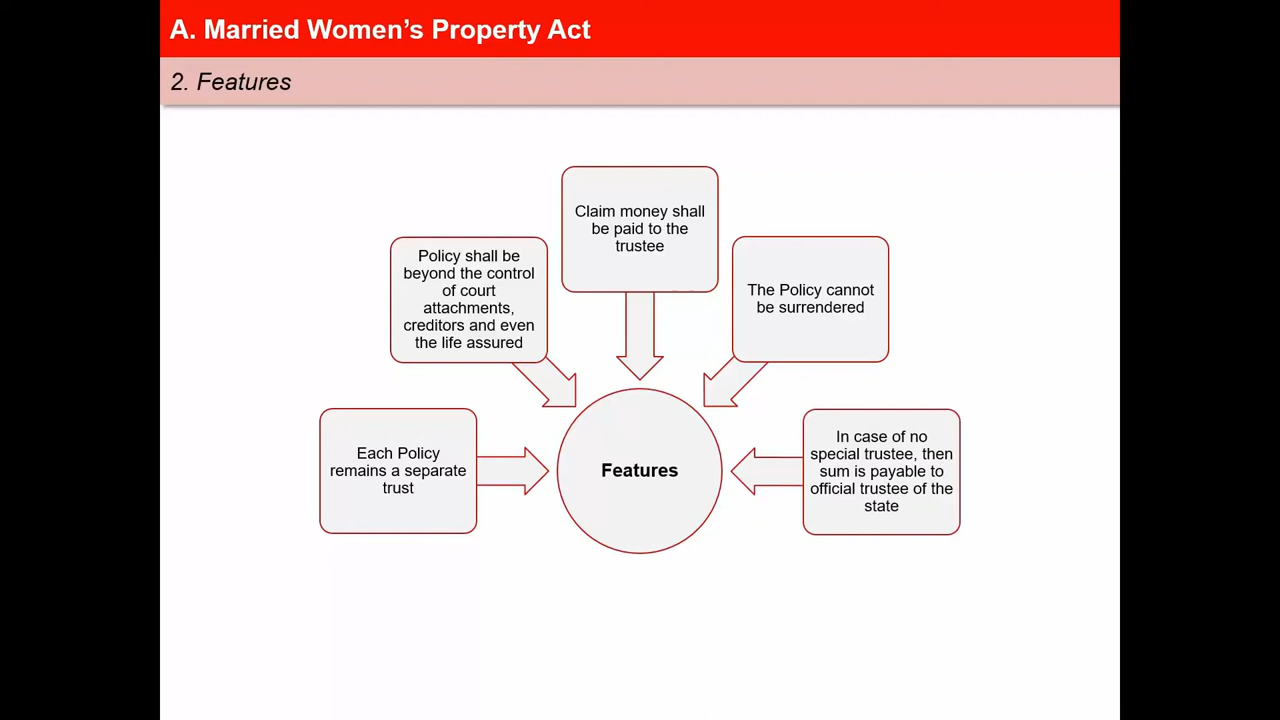 A. Married Women’s Property Act
2. Features
Claim money shall
be paid to the
trustee
Policy shall be
beyond the control
of court
attachments,
creditors and even
the life assured
The Policy cannot
be surrendered
Each Policy
remains a separate
trust
Features
In case of no
special trustee, then
sum is payable to
official trustee of the
state